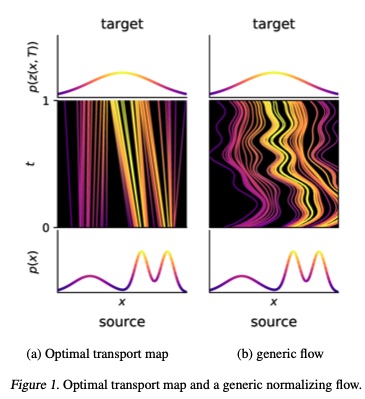 target
target
p(z(x, T))
1
t
0
p(x)
x
x
source
source
(a) Optimal transport map
(b) generic flow
Figure 1. Optimal transport map and a generic normalizing flow.